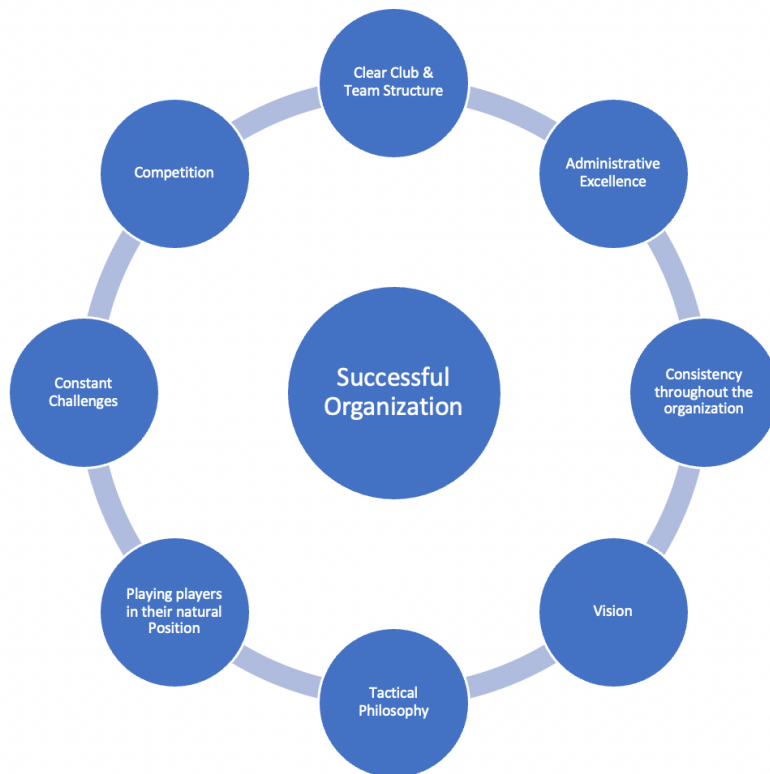 Clear Club &
Team Structure
Administrative
Excellence
Consistency
throughout the
organization
Vision
Tactical
Philosophy
Playing players
in their natural
Position
Constant
Challenges
Competition
Successful
Organization